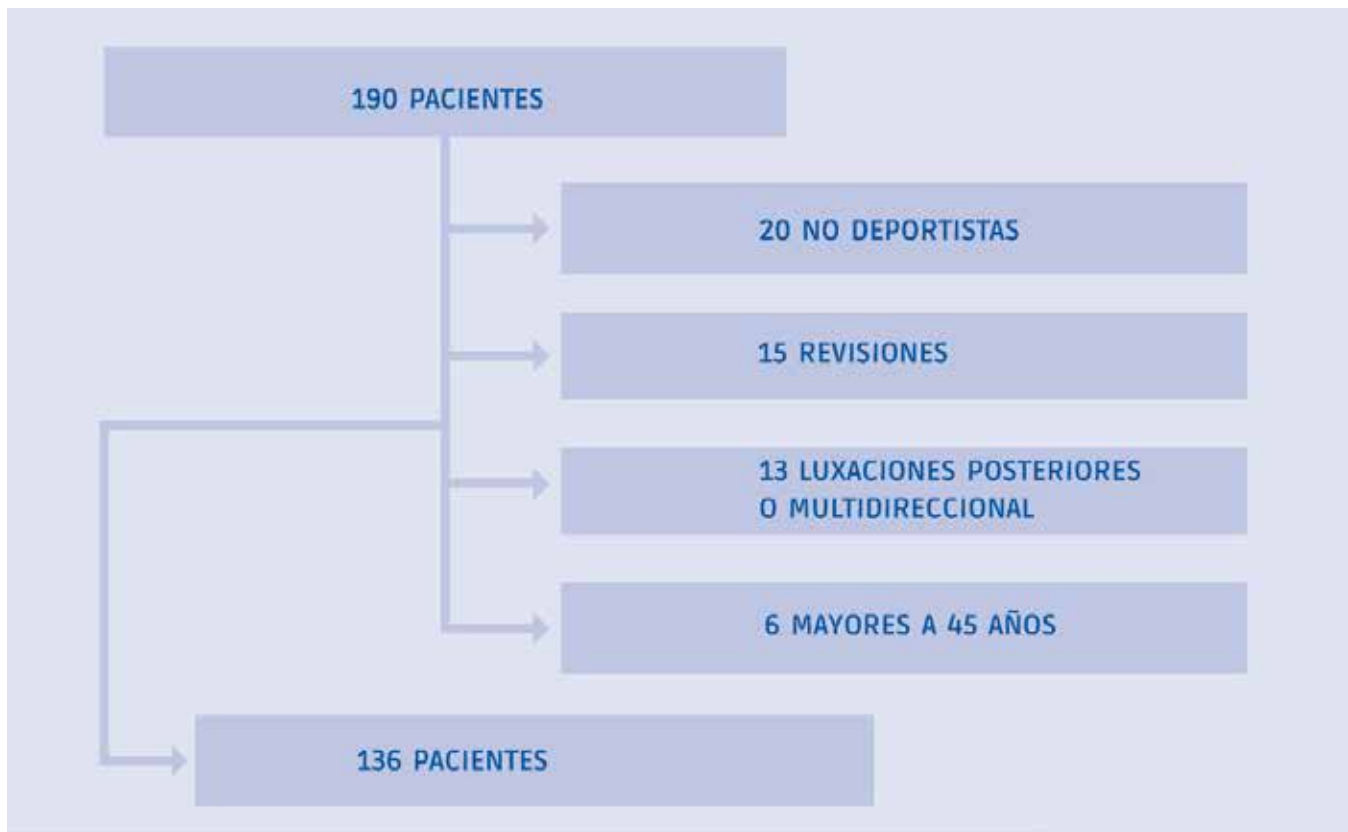 190 PACIENTES
20 NO DEPORTISTAS
15 REVISIONES
13 LUXACIONES POSTERIORES
O MULTIDIRECCIONAL
6 MAYORES A 45 AÑOS
136 PACIENTES